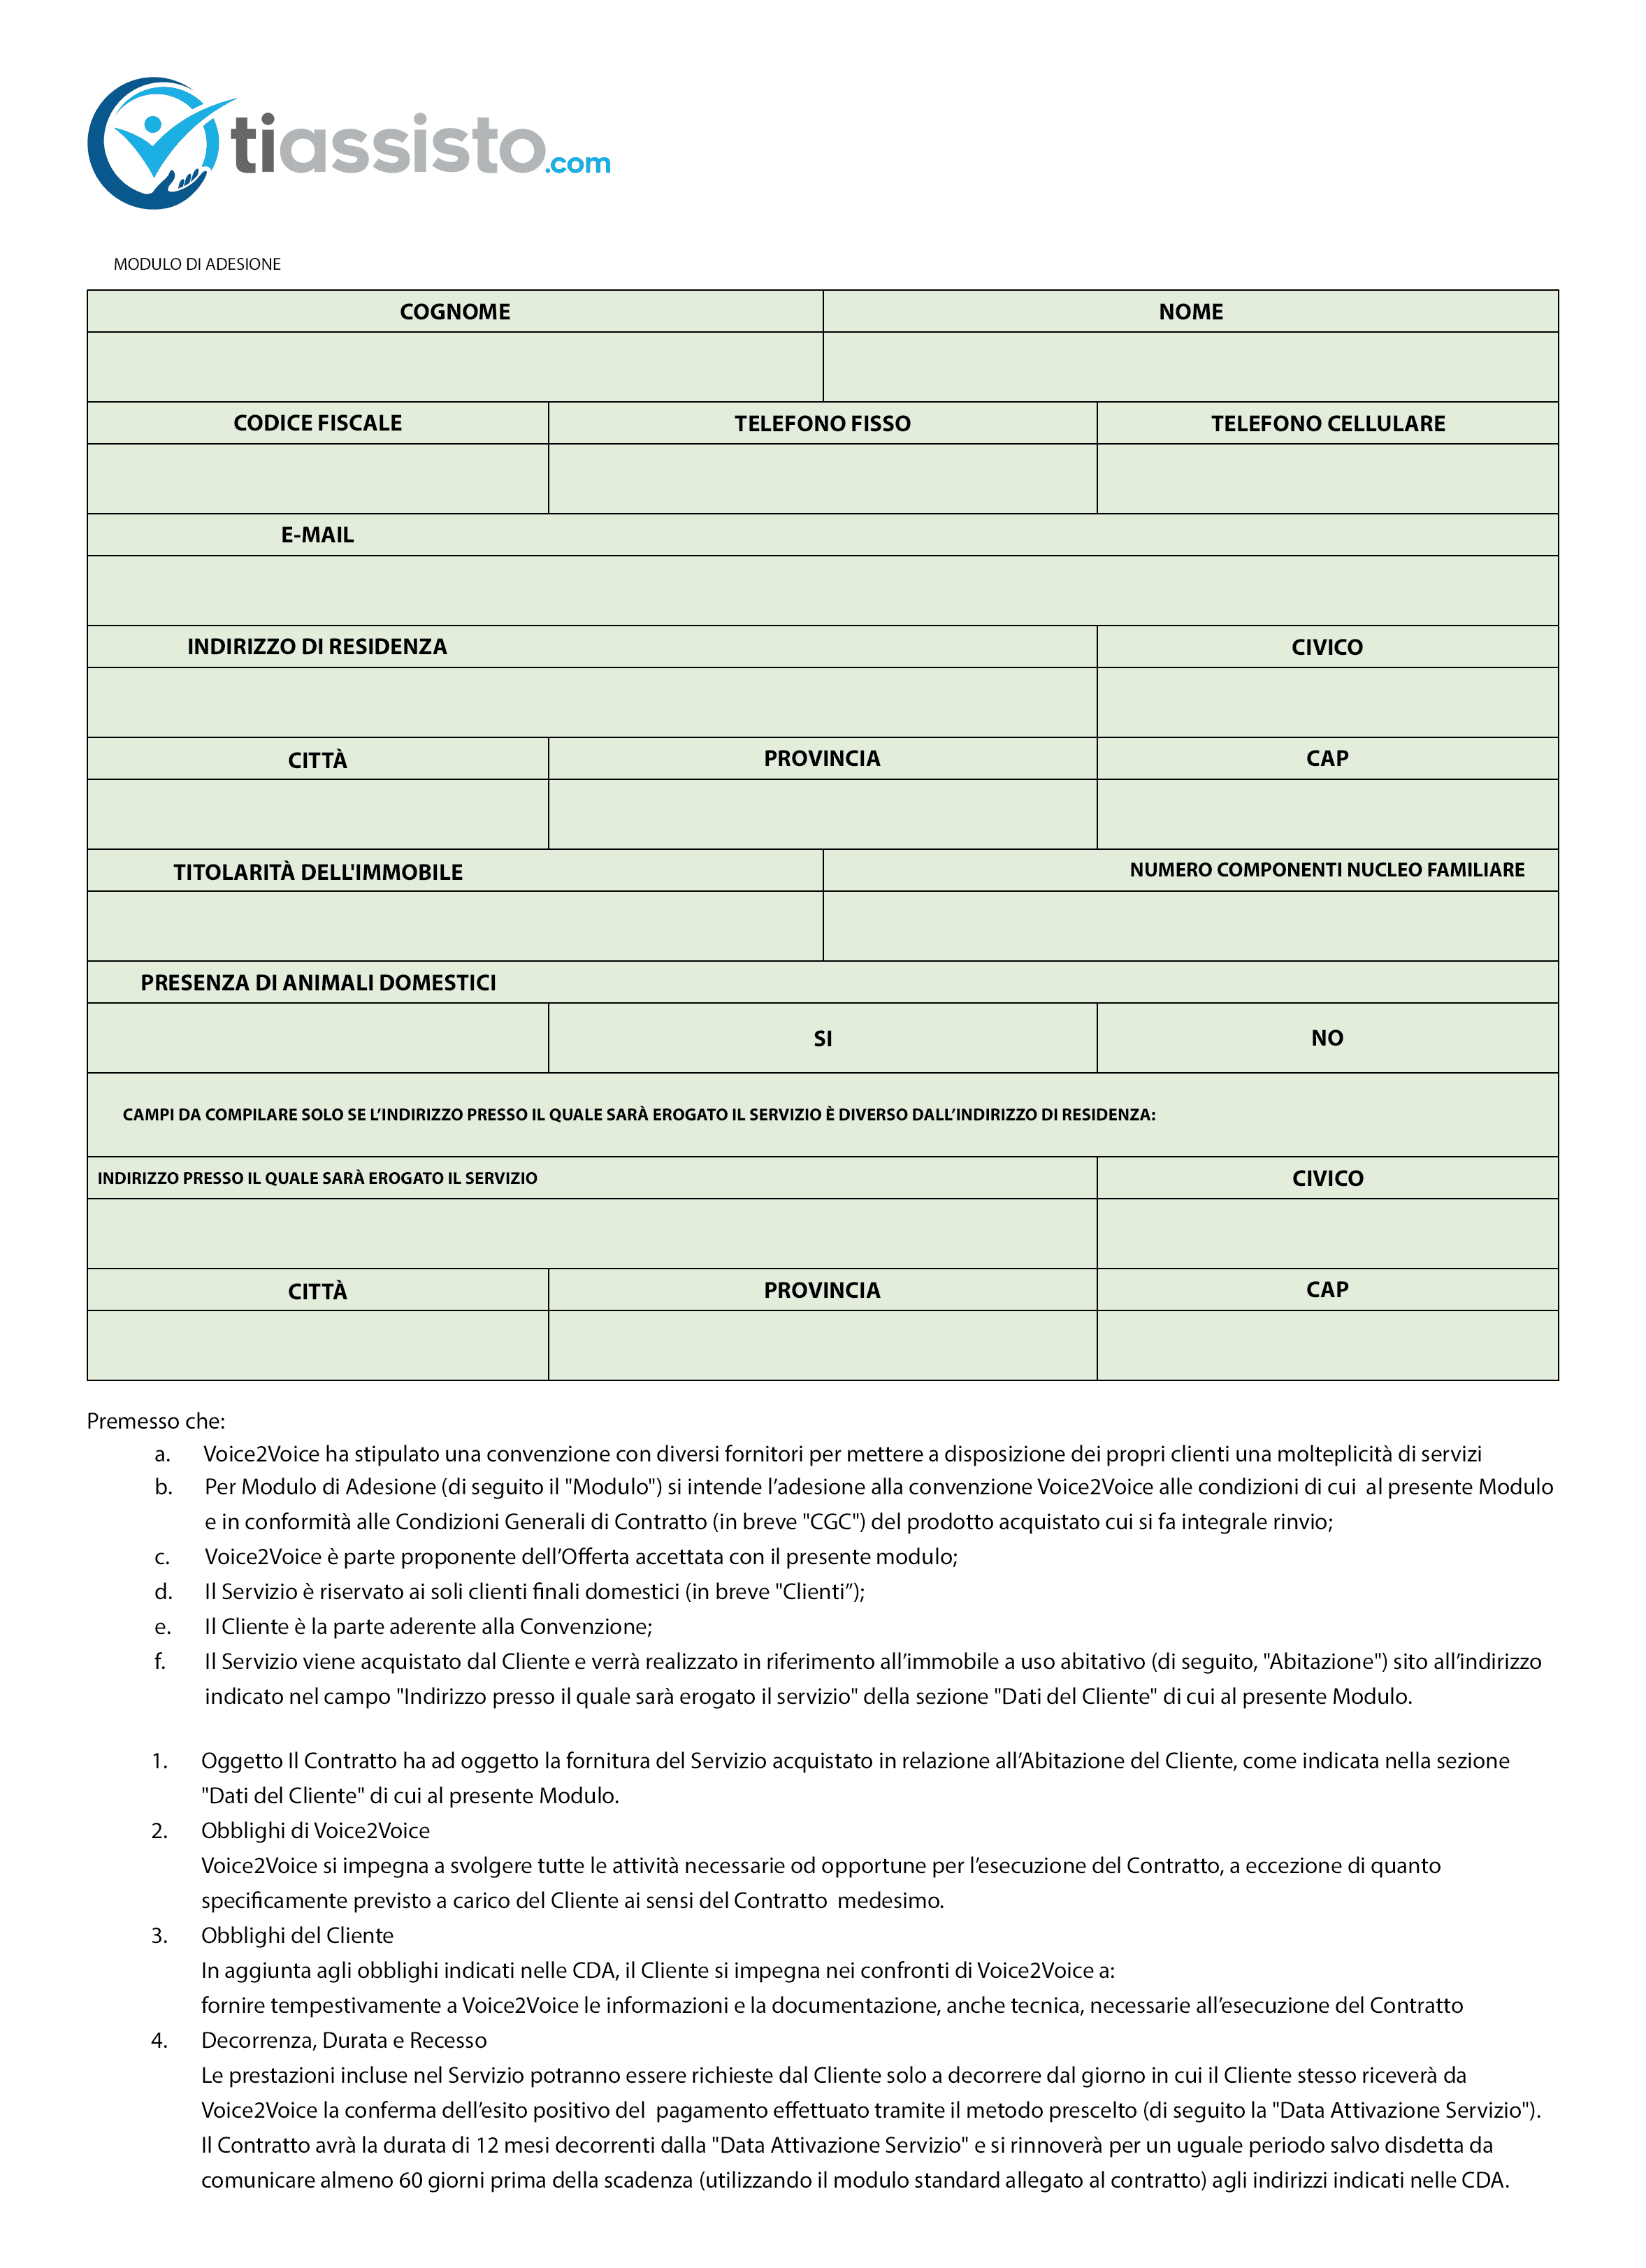 tiassisto.com
MODULO DI ADESIONE
COGNOME NOME
CODICE FISCALE TELEFONO FISSO TELEFONO CELLULARE
E-MAIL
INDIRIZZO DI RESIDENZA CIVICO
CITTÀ PROVINCIA CAP
TITOLARITÀ DELL'IMMOBILE NUMERO COMPONENTI NUCLEO FAMILIARE
PRESENZA DI ANIMALI DOMESTICI
SI NO
CAMPI DA COMPILARE SOLO SE L’INDIRIZZO PRESSO IL QUALE SARÀ EROGATO IL SERVIZIO È DIVERSO DALL’INDIRIZZO DI RESIDENZA:
INDIRIZZO PRESSO IL QUALE SARÀ EROGATO IL SERVIZIO CIVICO
CITTÀ PROVINCIA CAP
Premesso che:
a. Voice2Voice ha stipulato una convenzione con diversi fornitori per mettere a disposizione dei propri clienti una molteplicità di servizi
b. Per Modulo di Adesione (di seguito il "Modulo") si intende l’adesione alla convenzione Voice2Voice alle condizioni di cui al presente Modulo
e in conformità alle Condizioni Generali di Contratto (in breve "CGC") del prodotto acquistato cui si fa integrale rinvio;
c. Voice2Voice è parte proponente dell’Offerta accettata con il presente modulo;
d. Il Servizio è riservato ai soli clienti finali domestici (in breve "Clienti”);
e. Il Cliente è la parte aderente alla Convenzione;
f. Il Servizio viene acquistato dal Cliente e verrà realizzato in riferimento all’immobile a uso abitativo (di seguito, "Abitazione") sito all’indirizzo
indicato nel campo "Indirizzo presso il quale sarà erogato il servizio" della sezione "Dati del Cliente" di cui al presente Modulo.
1. Oggetto Il Contratto ha ad oggetto la fornitura del Servizio acquistato in relazione all’Abitazione del Cliente, come indicata nella sezione
"Dati del Cliente" di cui al presente Modulo.
2. Obblighi di Voice2Voice
Voice2Voice si impegna a svolgere tutte le attività necessarie od opportune per l’esecuzione del Contratto, a eccezione di quanto
specificamente previsto a carico del Cliente ai sensi del Contratto medesimo.
3. Obblighi del Cliente
In aggiunta agli obblighi indicati nelle CDA, il Cliente si impegna nei confronti di Voice2Voice a:
fornire tempestivamente a Voice2Voice le informazioni e la documentazione, anche tecnica, necessarie all’esecuzione del Contratto
4. Decorrenza, Durata e Recesso
Le prestazioni incluse nel Servizio potranno essere richieste dal Cliente solo a decorrere dal giorno in cui il Cliente stesso riceverà da
Voice2Voice la conferma dell’esito positivo del pagamento effettuato tramite il metodo prescelto (di seguito la "Data Attivazione Servizio").
Il Contratto avrà la durata di 12 mesi decorrenti dalla "Data Attivazione Servizio" e si rinnoverà per un uguale periodo salvo disdetta da
comunicare almeno 60 giorni prima della scadenza (utilizzando il modulo standard allegato al contratto) agli indirizzi indicati nelle CDA.